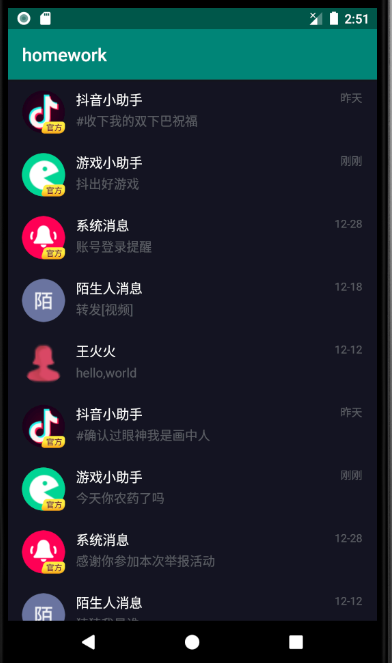 2:51
homework
抖音小助手 昨天
#收下我的双下巴祝福
官方
游戏小助手 刚刚
抖出好游戏
官方
系统消息 12-28
账号登录提醒
官方
陌 陌生人消息 12-18
转发[视频]
王火火 12-12
hello,world
抖音小助手 昨天
#确认过眼神我是画中人
官方
游戏小助手 刚刚
今天你农药了吗
官方
系统消息 12-28
感谢你参加本次举报活动
官方
陌 陌生人消息 12-12